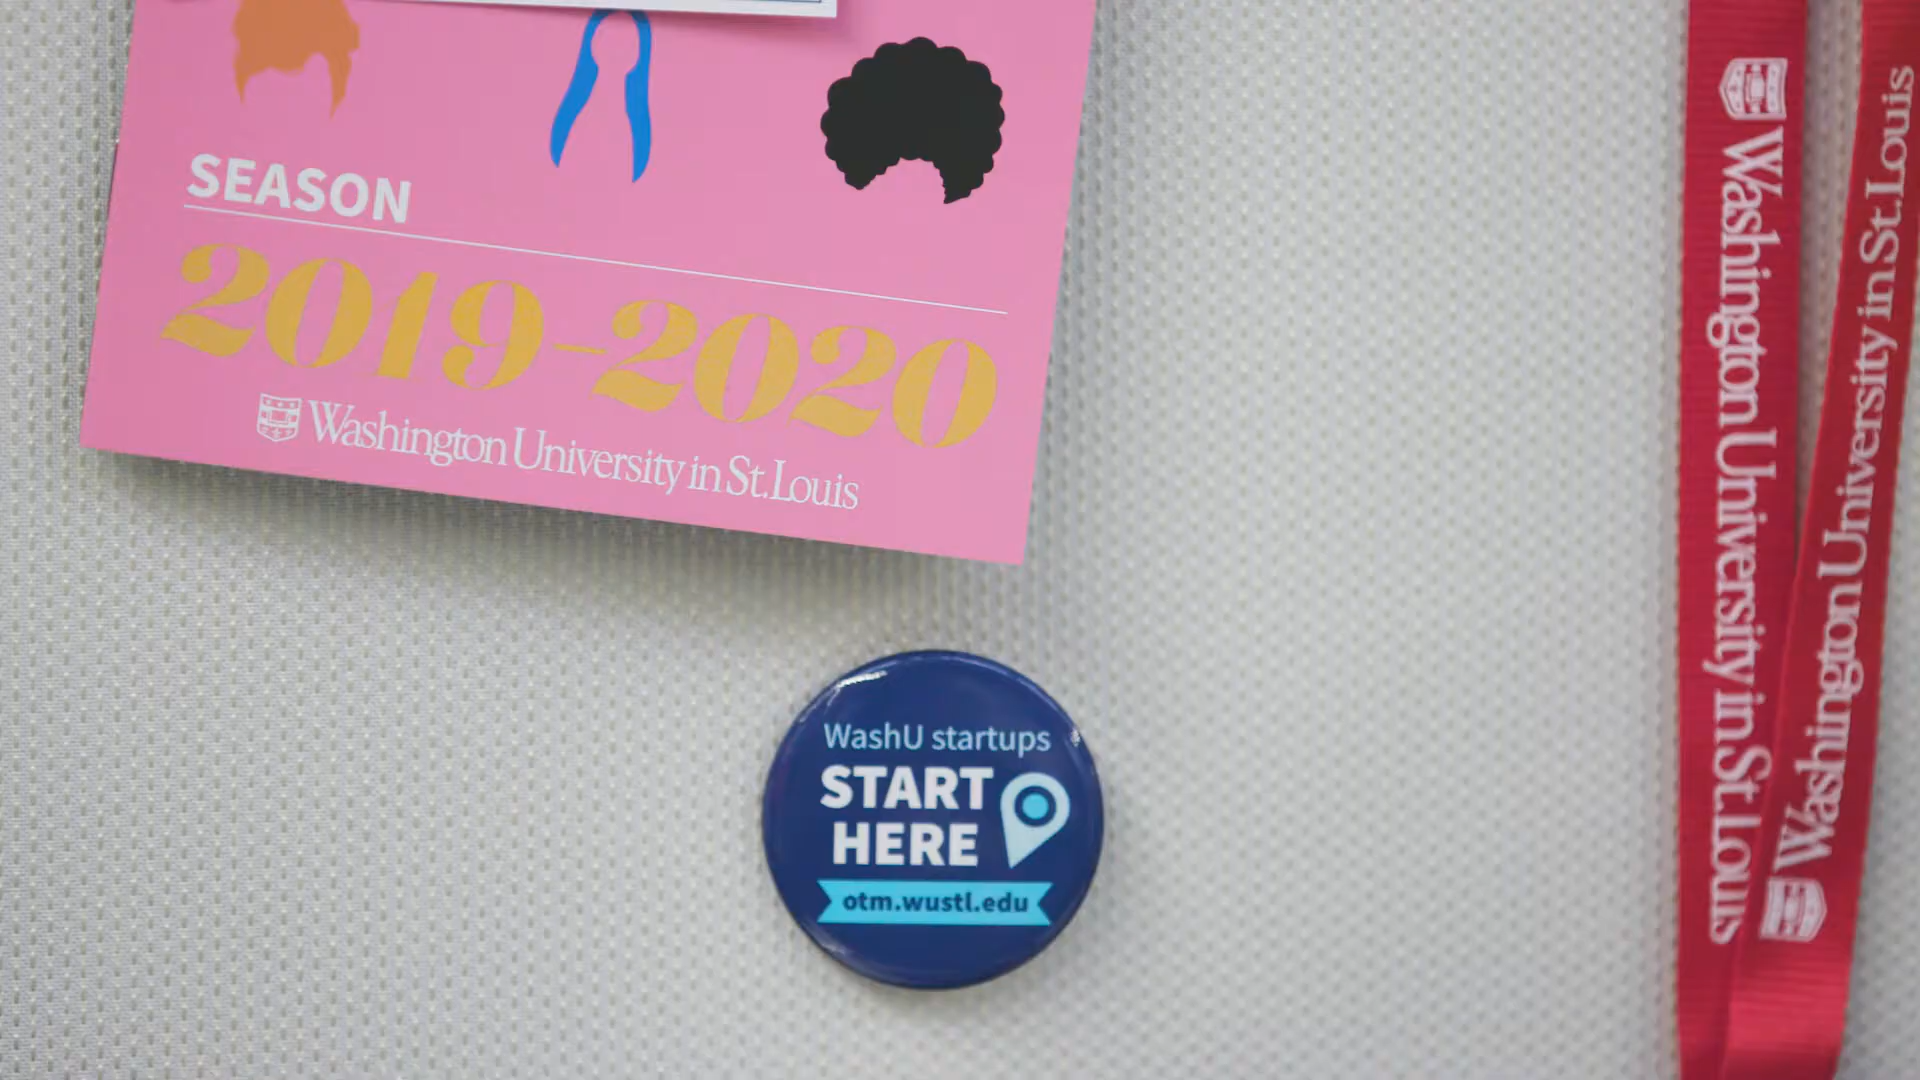 SEASON
2019-2020
Washington University in St. Louis
WashU startups
START
HERE
otm.wustl.edu
Washington University in St. Louis
Washington University in St. Louis